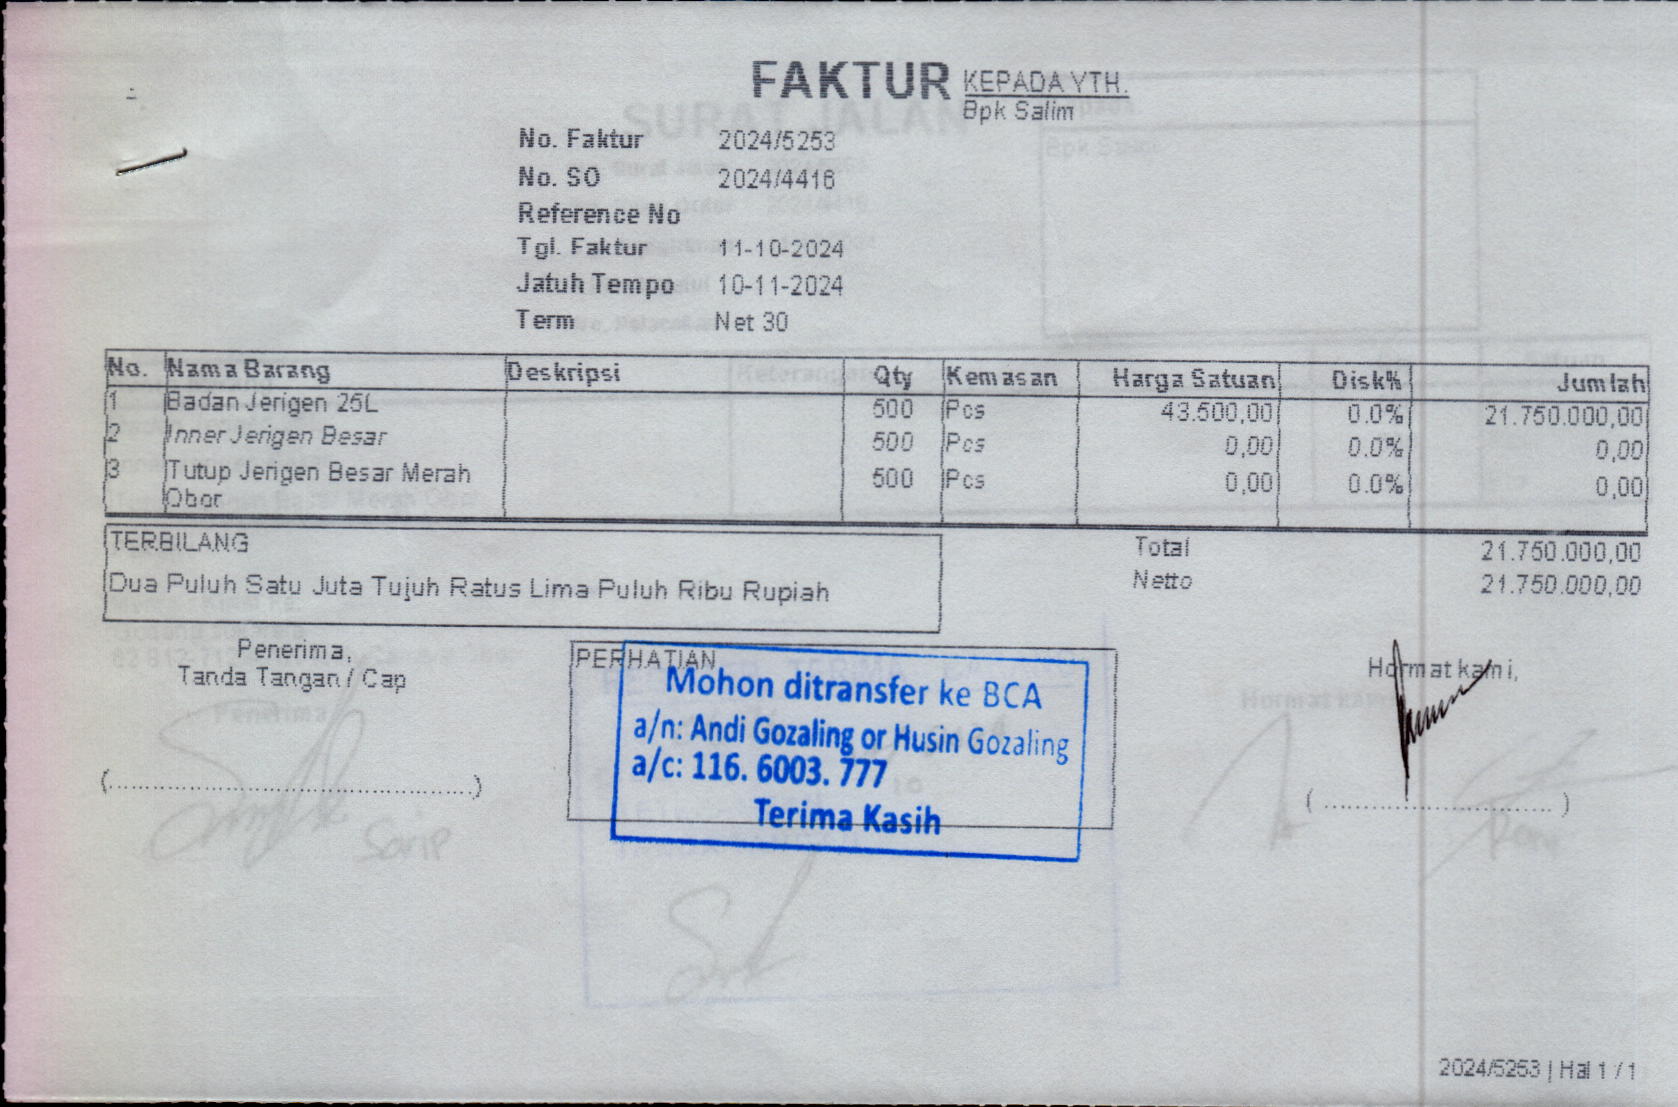 FAKTUR
KEPADA YTH.
Bpk Salim
No. Faktur 2024/5253
No. SO 2024/4416
Reference No
Tgl. Faktur 11-10-2024
Jatuh Tempo 10-11-2024
Term Net 30
No. Nama Barang Deskripsi Qty Kemasan Harga Satuan Disk% Jumlah
1 Badan Jerigen 25L 500 Pcs 43.500,00 0.0% 21.750.000,00
2 Inner Jerigen Besar 500 Pcs 0,00 0.0% 0,00
3 Tutup Jerigen Besar Merah 500 Pcs 0,00 0.0% 0,00
Obor
TERBILANG
Dua Puluh Satu Juta Tujuh Ratus Lima Puluh Ribu Rupiah
Total 21.750.000,00
Netto 21.750.000,00
Penerima,
Tanda Tangan / Cap
(........................................................)
PERHATIAN
Mohon ditransfer ke BCA
a/n: Andi Gozaling or Husin Gozaling
a/c: 116. 6003. 777
Terima Kasih
Hormat kami,
( ................................... )
SURAT JALAN
Bpk Salim
Sarip
2024/5253 | Hal 1 / 1